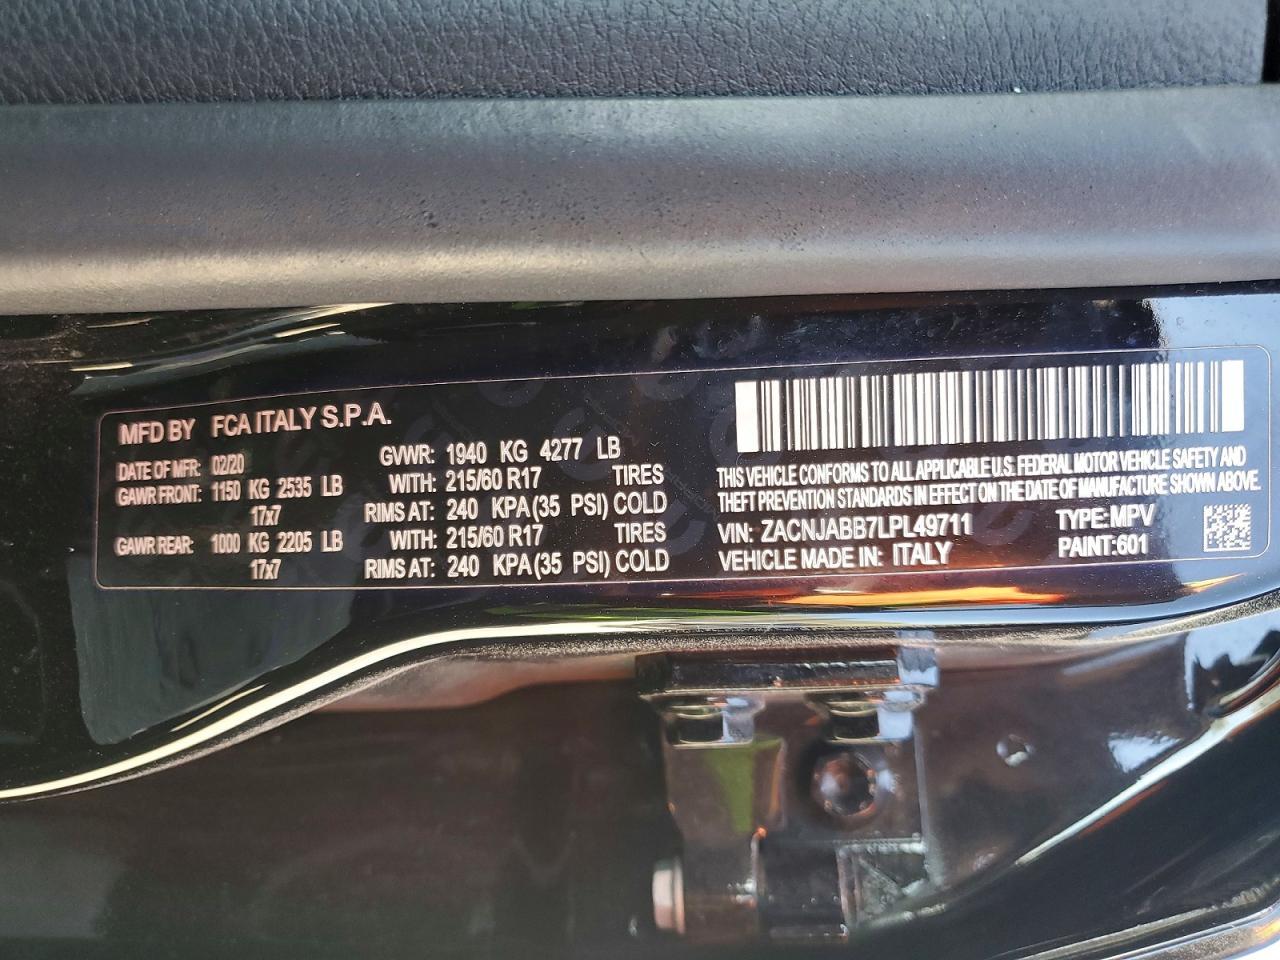 MFD BY FCA ITALY S.P.A.
DATE OF MFR: 02/20 GVWR: 1940 KG 4277 LB
GAWR FRONT: 1150 KG 2535 LB WITH: 215/60 R17 TIRES
17x7 RIMS AT: 240 KPA(35 PSI) COLD
GAWR REAR: 1000 KG 2205 LB WITH: 215/60 R17 TIRES
17x7 RIMS AT: 240 KPA(35 PSI) COLD
THIS VEHICLE CONFORMS TO ALL APPLICABLE U.S. FEDERAL MOTOR VEHICLE SAFETY AND
THEFT PREVENTION STANDARDS IN EFFECT ON THE DATE OF MANUFACTURE SHOWN ABOVE.
VIN: ZACNJABB7LPL49711 TYPE:MPV
VEHICLE MADE IN: ITALY PAINT:601